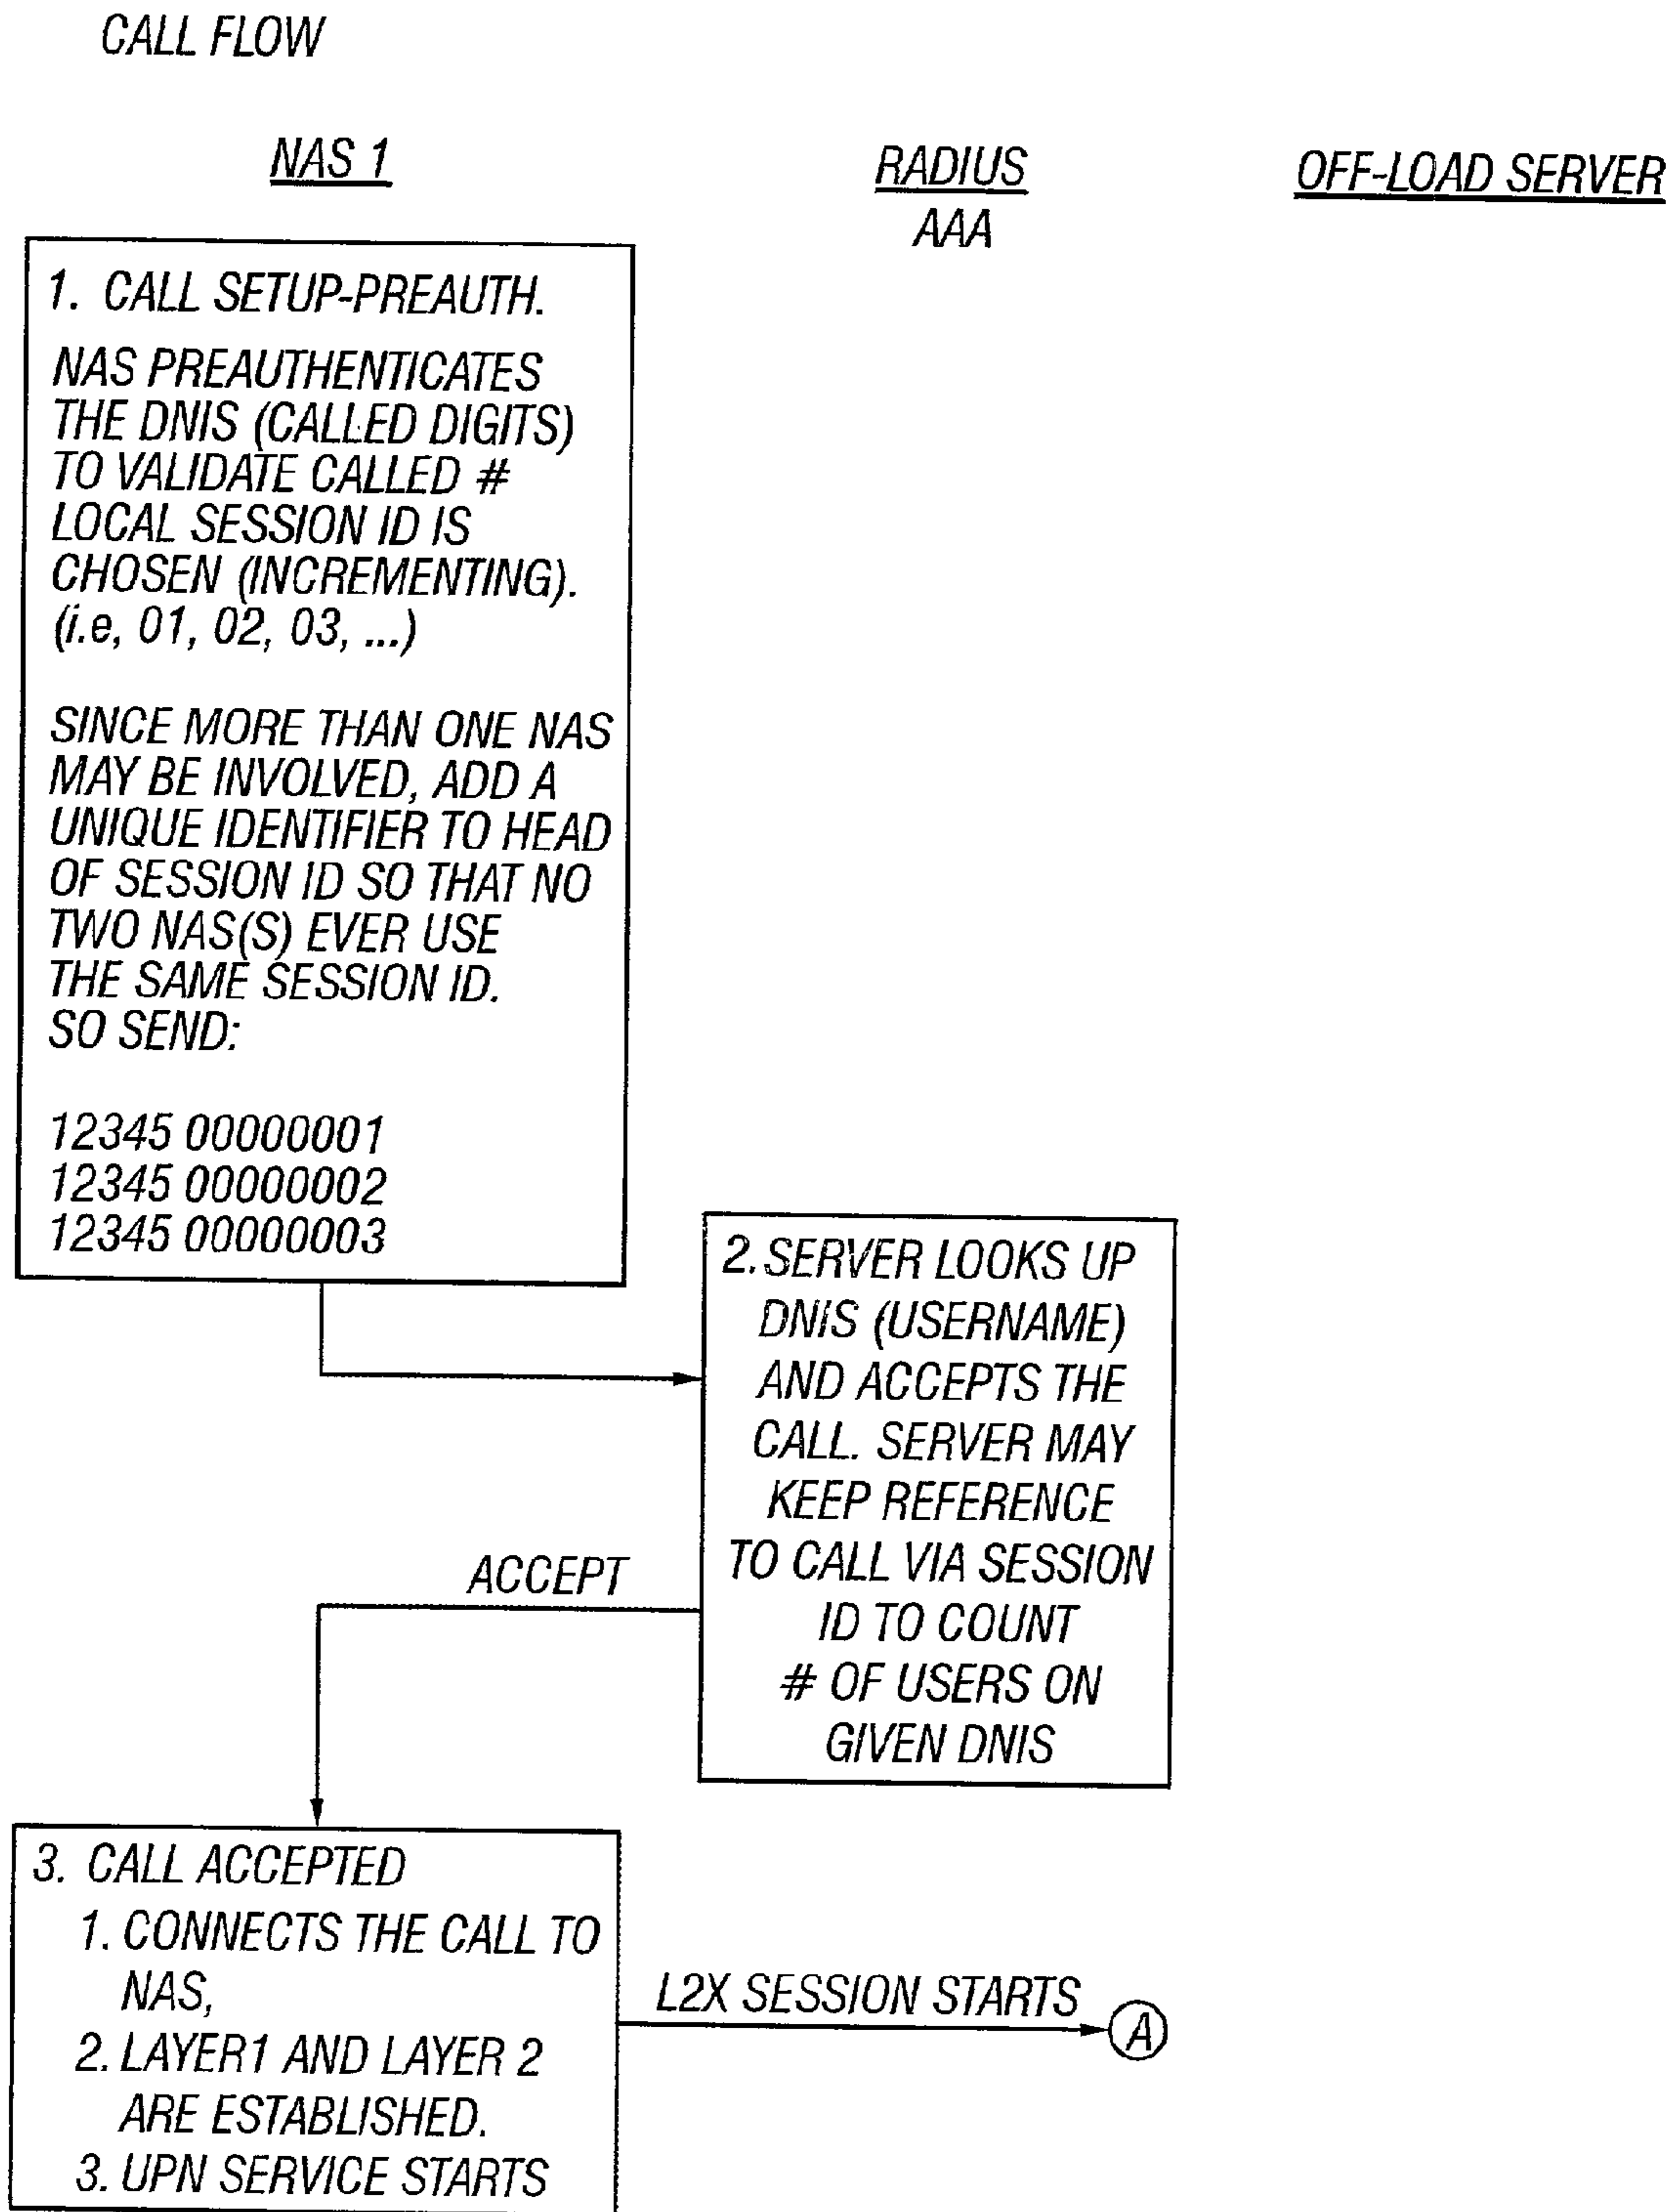 CALL FLOW
NAS 1
RADIUS
AAA
OFF-LOAD SERVER
1. CALL SETUP-PREAUTH.
NAS PREAUTHENTICATES
THE DNIS (CALLED DIGITS)
TO VALIDATE CALLED #
LOCAL SESSION ID IS
CHOSEN (INCREMENTING).
(i.e, 01, 02, 03, ...)
SINCE MORE THAN ONE NAS
MAY BE INVOLVED, ADD A
UNIQUE IDENTIFIER TO HEAD
OF SESSION ID SO THAT NO
TWO NAS(S) EVER USE
THE SAME SESSION ID.
SO SEND:
12345 00000001
12345 00000002
12345 00000003
2. SERVER LOOKS UP
DNIS (USERNAME)
AND ACCEPTS THE
CALL. SERVER MAY
KEEP REFERENCE
TO CALL VIA SESSION
ID TO COUNT
# OF USERS ON
GIVEN DNIS
ACCEPT
3. CALL ACCEPTED
1. CONNECTS THE CALL TO
NAS,
2. LAYER1 AND LAYER 2
ARE ESTABLISHED.
3. UPN SERVICE STARTS
L2X SESSION STARTS
A